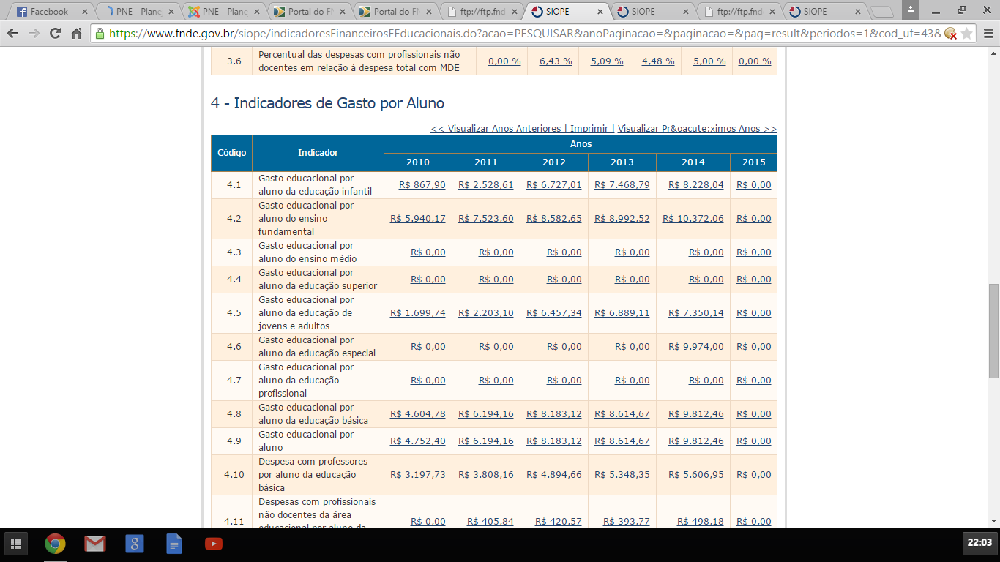 Facebook PNE - Plane PNE - Plane Portal do FN Portal do FN ftp://ftp.fnd SIOPE SIOPE ftp://ftp.fnd SIOPE
https://www.fnde.gov.br/siope/indicadoresFinanceirosEEducacionais.do?acao=PESQUISAR&anoPaginacao=&paginacao=&pag=result&periodos=1&cod_uf=43&
3.6 Percentual das despesas com profissionais não
docentes em relação à despesa total com MDE 0,00 % 6,43 % 5,09 % 4,48 % 5,00 % 0,00 %
4 - Indicadores de Gasto por Aluno
<< Visualizar Anos Anteriores | Imprimir | Visualizar Pr&oacute;ximos Anos >>
Código Indicador Anos
2010 2011 2012 2013 2014 2015
4.1 Gasto educacional por
aluno da educação infantil R$ 867,90 R$ 2.528,61 R$ 6.727,01 R$ 7.468,79 R$ 8.228,04 R$ 0,00
4.2 Gasto educacional por
aluno do ensino
fundamental R$ 5.940,17 R$ 7.523,60 R$ 8.582,65 R$ 8.992,52 R$ 10.372,06 R$ 0,00
4.3 Gasto educacional por
aluno do ensino médio R$ 0,00 R$ 0,00 R$ 0,00 R$ 0,00 R$ 0,00 R$ 0,00
4.4 Gasto educacional por
aluno da educação superior R$ 0,00 R$ 0,00 R$ 0,00 R$ 0,00 R$ 0,00 R$ 0,00
4.5 Gasto educacional por
aluno da educação de
jovens e adultos R$ 1.699,74 R$ 2.203,10 R$ 6.457,34 R$ 6.889,11 R$ 7.350,14 R$ 0,00
4.6 Gasto educacional por
aluno da educação especial R$ 0,00 R$ 0,00 R$ 0,00 R$ 0,00 R$ 9.974,00 R$ 0,00
4.7 Gasto educacional por
aluno da educação
profissional R$ 0,00 R$ 0,00 R$ 0,00 R$ 0,00 R$ 0,00 R$ 0,00
4.8 Gasto educacional por
aluno da educação básica R$ 4.604,78 R$ 6.194,16 R$ 8.183,12 R$ 8.614,67 R$ 9.812,46 R$ 0,00
4.9 Gasto educacional por
aluno R$ 4.752,40 R$ 6.194,16 R$ 8.183,12 R$ 8.614,67 R$ 9.812,46 R$ 0,00
4.10 Despesa com professores
por aluno da educação
básica R$ 3.197,73 R$ 3.808,16 R$ 4.894,66 R$ 5.348,35 R$ 5.606,95 R$ 0,00
4.11 Despesas com profissionais
não docentes da área
educacional por aluno da R$ 0,00 R$ 405,84 R$ 420,57 R$ 393,77 R$ 498,18 R$ 0,00
22:03